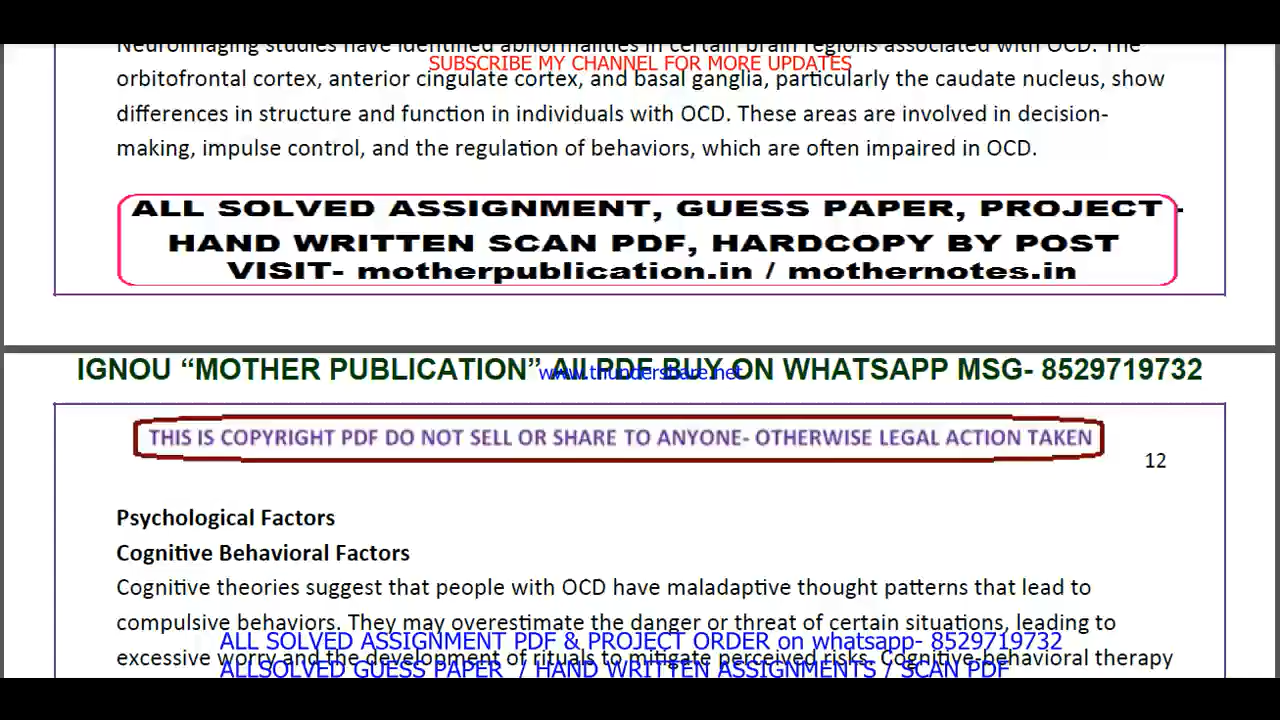 Neuroimaging studies have identified abnormalities in certain brain regions associated with OCD. The
SUBSCRIBE MY CHANNEL FOR MORE UPDATES
orbitofrontal cortex, anterior cingulate cortex, and basal ganglia, particularly the caudate nucleus, show
differences in structure and function in individuals with OCD. These areas are involved in decision-
making, impulse control, and the regulation of behaviors, which are often impaired in OCD.
ALL SOLVED ASSIGNMENT, GUESS PAPER, PROJECT -
HAND WRITTEN SCAN PDF, HARDCOPY BY POST
VISIT- motherpublication.in / mothernotes.in
IGNOU “MOTHER PUBLICATION” All PDF BUY ON WHATSAPP MSG- 8529719732
www.thundershare.net
THIS IS COPYRIGHT PDF DO NOT SELL OR SHARE TO ANYONE- OTHERWISE LEGAL ACTION TAKEN
12
Psychological Factors
Cognitive Behavioral Factors
Cognitive theories suggest that people with OCD have maladaptive thought patterns that lead to
compulsive behaviors. They may overestimate the danger or threat of certain situations, leading to
ALL SOLVED ASSIGNMENT PDF & PROJECT ORDER on whatsapp- 8529719732
excessive worry and the development of rituals to mitigate perceived risks. Cognitive-behavioral therapy
ALLSOLVED GUESS PAPER / HAND WRITTEN ASSIGNMENTS / SCAN PDF